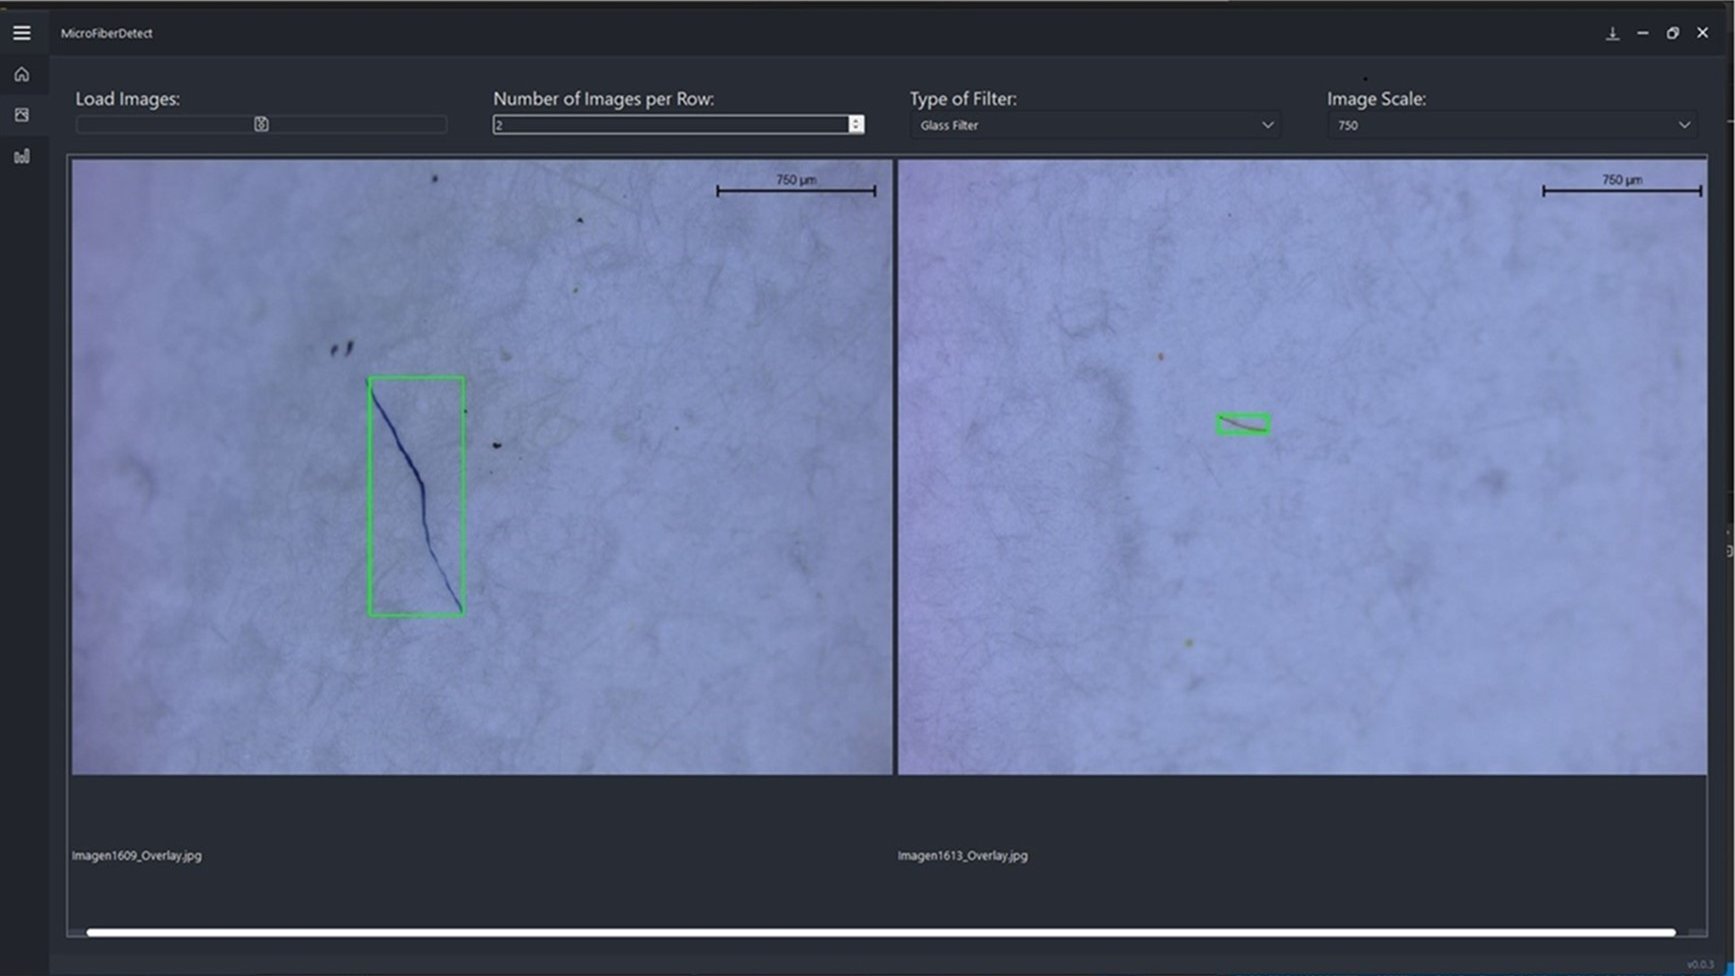 MicroFiberDetect
Load Images:
Number of Images per Row:
Type of Filter:
Image Scale:
2
Glass Filter
750
750 µm
750 µm
Imagen1609_Overlay.jpg
Imagen1613_Overlay.jpg
v0.0.3